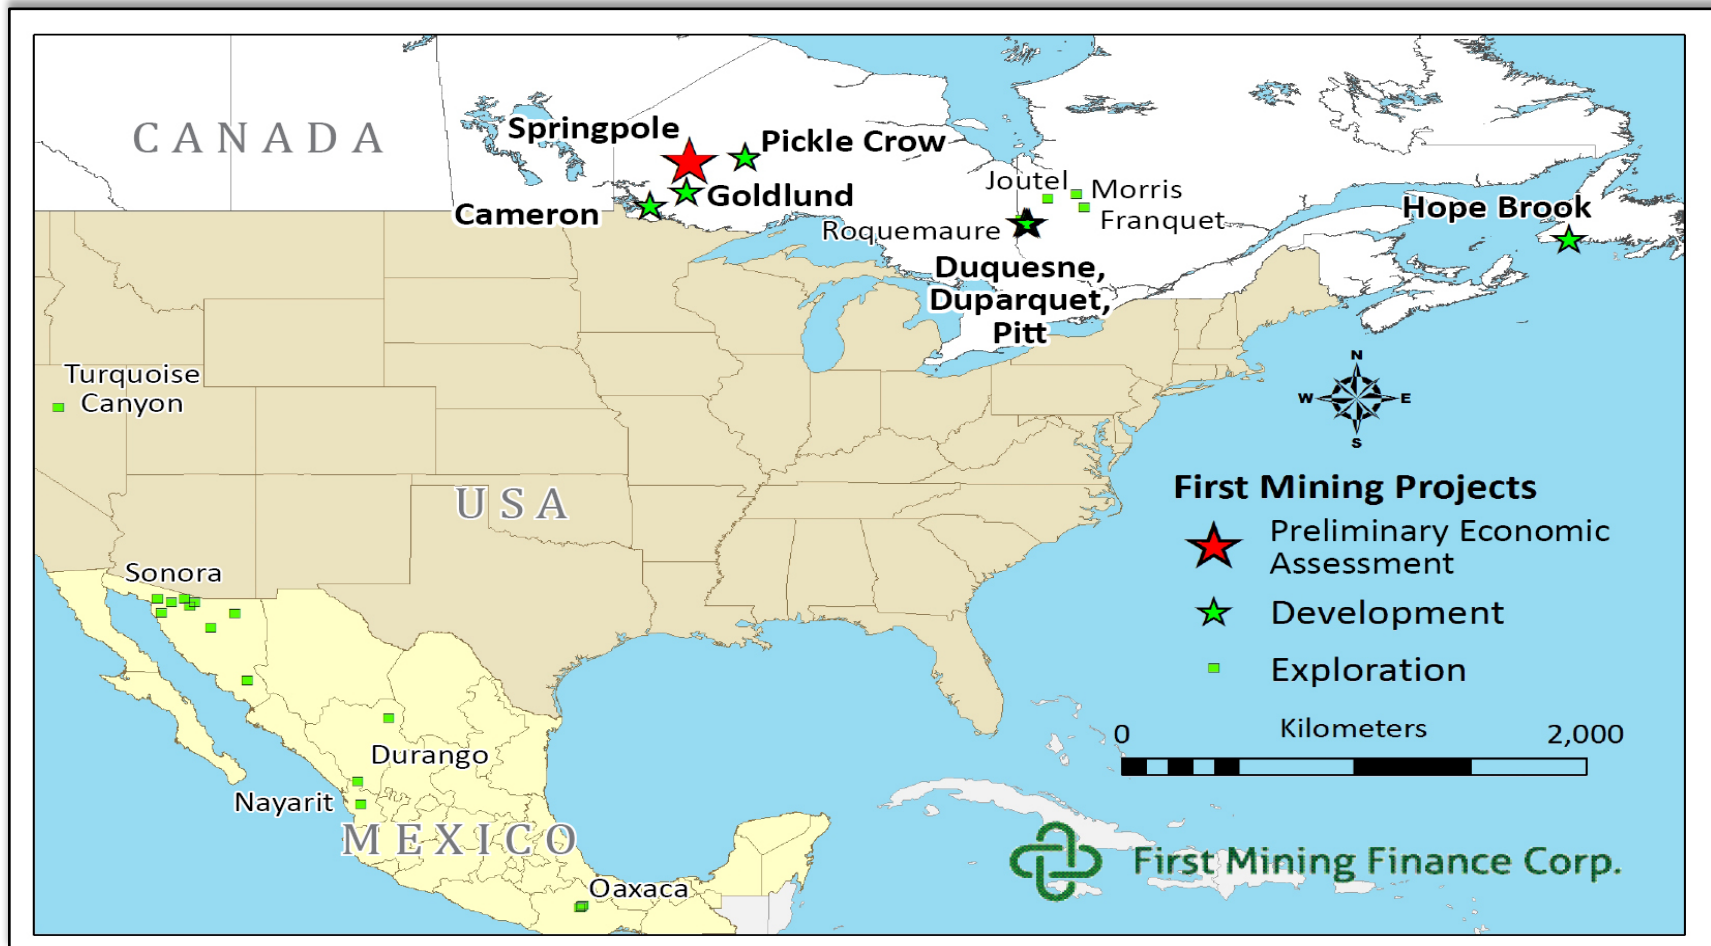 CANADA
Springpole
Pickle Crow
Joutel
Morris
Goldlund
Cameron
Franquet
Hope Brook
Roquemaure
Duquesne,
Duparquet,
Pitt
Turquoise
Canyon
N
W E
S
USA
First Mining Projects
Preliminary Economic
Assessment
Development
Exploration
Sonora
Kilometers
0 2,000
Durango
Nayarit
MEXICO
First Mining Finance Corp.
Oaxaca